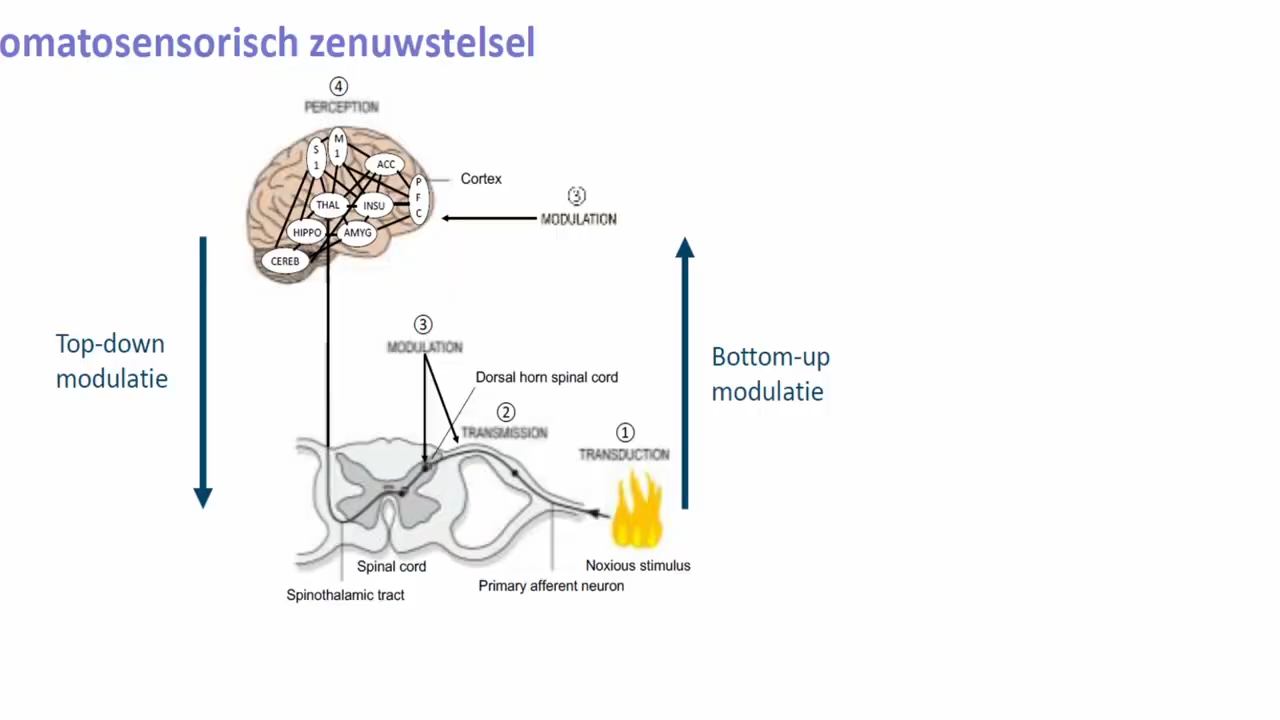 omatosensorisch zenuwstelsel
④
PERCEPTION
S
1
M
1
ACC
P
F
C
Cortex
THAL
INSU
③
MODULATION
HIPPO
AMYG
CEREB
Top-down
modulatie
③
MODULATION
Dorsal horn spinal cord
②
TRANSMISSION
①
TRANSDUCTION
Bottom-up
modulatie
Spinal cord
Noxious stimulus
Primary afferent neuron
Spinothalamic tract